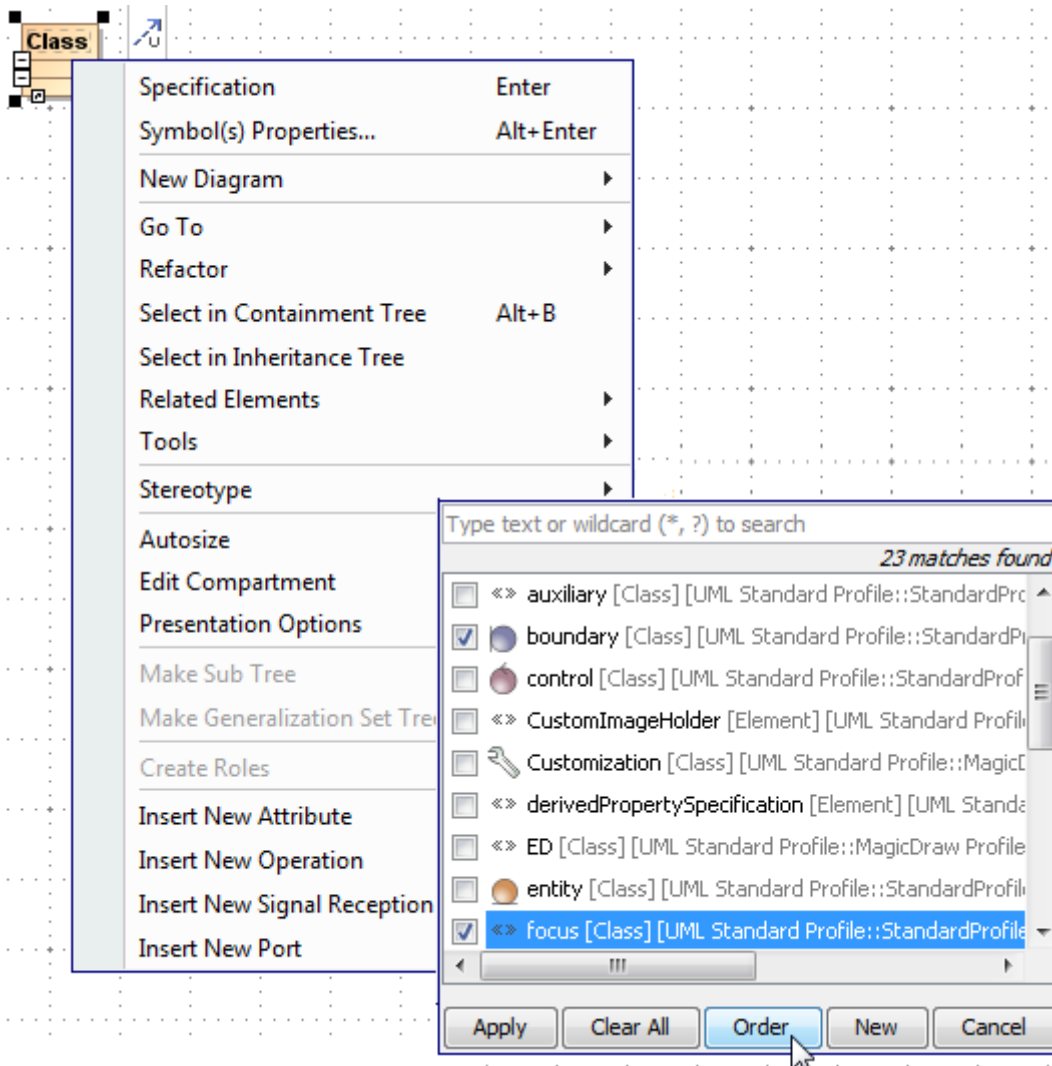 Class
U
Specification Enter
Symbol(s) Properties... Alt+Enter
New Diagram
Go To
Refactor
Select in Containment Tree Alt+B
Select in Inheritance Tree
Related Elements
Tools
Stereotype
Autosize
Edit Compartment
Presentation Options
Make Sub Tree
Make Generalization Set Tree
Create Roles
Insert New Attribute
Insert New Operation
Insert New Signal Reception
Insert New Port
Type text or wildcard (*, ?) to search
23 matches found
«» auxiliary [Class] [UML Standard Profile::StandardPro
boundary [Class] [UML Standard Profile::StandardPr
control [Class] [UML Standard Profile::StandardProf
«» CustomImageHolder [Element] [UML Standard Profil
Customization [Class] [UML Standard Profile::MagicD
«» derivedPropertySpecification [Element] [UML Standa
«» ED [Class] [UML Standard Profile::MagicDraw Profile
entity [Class] [UML Standard Profile::StandardProfil
«» focus [Class] [UML Standard Profile::StandardProfile
Apply Clear All Order New Cancel